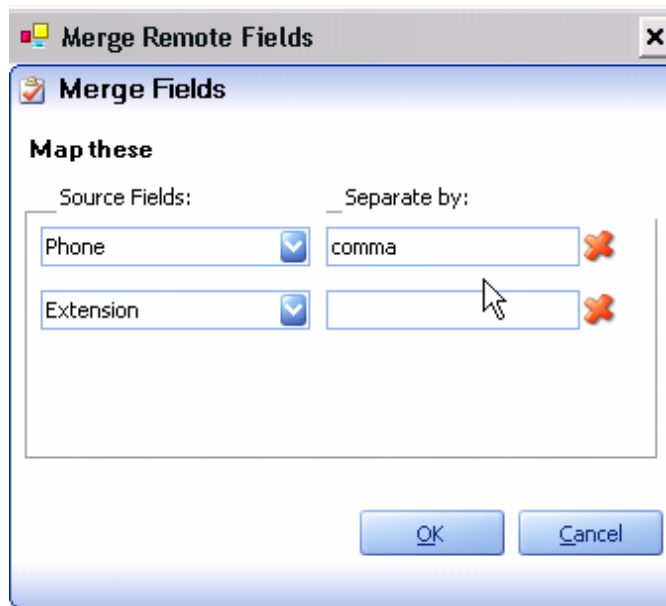 Merge Remote Fields
Merge Fields
Map these
Source Fields: Separate by:
Phone comma
Extension
OK Cancel